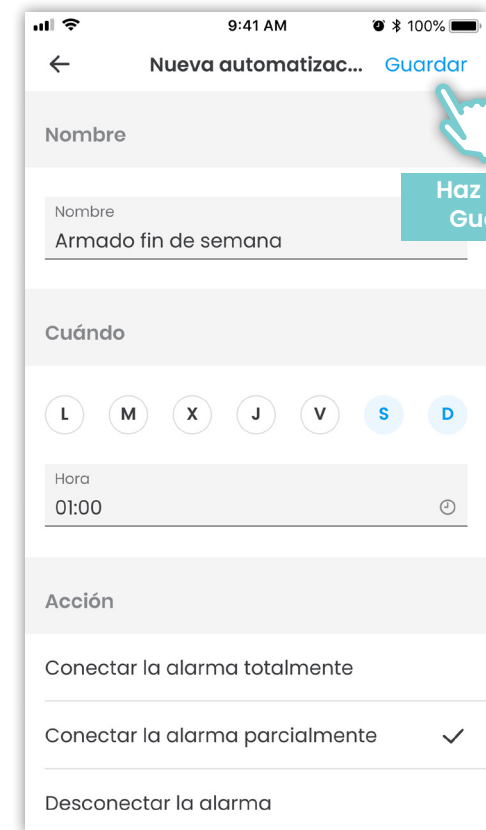 9:41 AM 100%
Nueva automatizac... Guardar
Nombre
Haz
Nombre
Armado fin de semana
Cuándo
L M X J V S D
Hora
01:00
Acción
Conectar la alarma totalmente
Conectar la alarma parcialmente
Desconectar la alarma